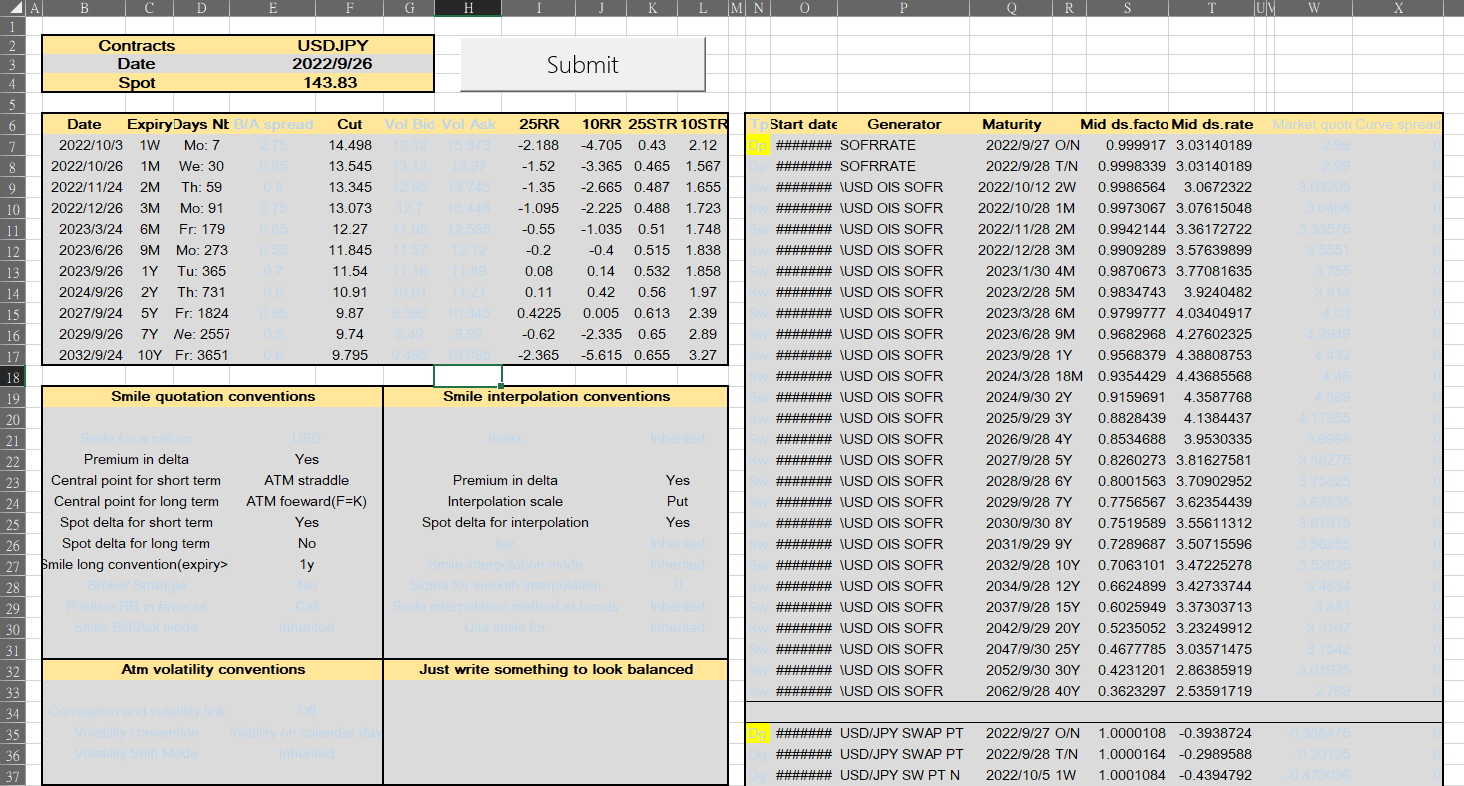 A B C D E F G H I J K L M N O P Q R S T U V W X
1
2 Contracts USDJPY
3 Date 2022/9/26
4 Spot 143.83
Submit
5
6 Date Expiry Days Nb B/A spread Cut Vol Bid Vol Ask 25RR 10RR 25STR 10STR Tp Start date Generator Maturity Mid ds.facto Mid ds.rate Market quote Curve spread
7 2022/10/3 1W Mo: 7 2.75 14.498 13.12 15.873 -2.188 -4.705 0.43 2.12 Dp ####### SOFRRATE 2022/9/27 O/N 0.999917 3.03140189 2.99 0
8 2022/10/26 1M We: 30 0.85 13.545 13.12 13.97 -1.52 -3.365 0.465 1.567 Dp ####### SOFRRATE 2022/9/28 T/N 0.9998339 3.03140189 2.99 0
9 2022/11/24 2M Th: 59 0.8 13.345 12.95 13.745 -1.35 -2.665 0.487 1.655 Sw ####### \USD OIS SOFR 2022/10/12 2W 0.9986564 3.0672322 3.03205 0
10 2022/12/26 3M Mo: 91 0.75 13.073 12.7 13.448 -1.095 -2.225 0.488 1.723 Sw ####### \USD OIS SOFR 2022/10/28 1M 0.9973067 3.07615048 3.0408 0
11 2023/3/24 6M Fr: 179 0.65 12.27 11.95 12.595 -0.55 -1.035 0.51 1.748 Sw ####### \USD OIS SOFR 2022/11/28 2M 0.9942144 3.36172722 3.33575 0
12 2023/6/26 9M Mo: 273 0.55 11.845 11.57 12.12 -0.2 -0.4 0.515 1.838 Sw ####### \USD OIS SOFR 2022/12/28 3M 0.9909289 3.57639899 3.5551 0
13 2023/9/26 1Y Tu: 365 0.7 11.54 11.19 11.89 0.08 0.14 0.532 1.858 Sw ####### \USD OIS SOFR 2023/1/30 4M 0.9870673 3.77081635 3.755 0
14 2024/9/26 2Y Th: 731 0.6 10.91 10.61 11.21 0.11 0.42 0.56 1.97 Sw ####### \USD OIS SOFR 2023/2/28 5M 0.9834743 3.9240482 3.914 0
15 2027/9/24 5Y Fr: 1824 0.95 9.87 9.395 10.345 0.4225 0.005 0.613 2.39 Sw ####### \USD OIS SOFR 2023/3/28 6M 0.9799777 4.03404917 4.03 0
16 2029/9/26 7Y We: 2557 0.5 9.74 9.49 9.99 -0.62 -2.335 0.65 2.89 Sw ####### \USD OIS SOFR 2023/6/28 9M 0.9682968 4.27602325 4.2949 0
17 2032/9/24 10Y Fr: 3651 0.6 9.795 9.495 10.095 -2.365 -5.615 0.655 3.27 Sw ####### \USD OIS SOFR 2023/9/28 1Y 0.9568379 4.38808753 4.432 0
18 Sw ####### \USD OIS SOFR 2024/3/28 18M 0.9354429 4.43685568 4.46 0
19 Smile quotation conventions Smile interpolation conventions Sw ####### \USD OIS SOFR 2024/9/30 2Y 0.9159691 4.3587768 4.399 0
20 Sw ####### \USD OIS SOFR 2025/9/29 3Y 0.8828439 4.1384437 4.17955 0
21 Smile for a call on USD Index Inherited Sw ####### \USD OIS SOFR 2026/9/28 4Y 0.8534688 3.9530335 3.9968 0
22 Premium in delta Yes Sw ####### \USD OIS SOFR 2027/9/28 5Y 0.8260273 3.81627581 3.86275 0
23 Central point for short term ATM straddle Premium in delta Yes Sw ####### \USD OIS SOFR 2028/9/28 6Y 0.8001563 3.70902952 3.75825 0
24 Central point for long term ATM foeward(F=K) Interpolation scale Put Sw ####### \USD OIS SOFR 2029/9/28 7Y 0.7756567 3.62354439 3.67535 0
25 Spot delta for short term Yes Spot delta for interpolation Yes Sw ####### \USD OIS SOFR 2030/9/30 8Y 0.7519589 3.55611312 3.61015 0
26 Spot delta for long term No Iter Inherited Sw ####### \USD OIS SOFR 2031/9/29 9Y 0.7289687 3.50715596 3.56255 0
27 Smile long convention(expiry> 1y Smile interpolation mode Inherited Sw ####### \USD OIS SOFR 2032/9/28 10Y 0.7063101 3.47225278 3.52825 0
28 Broker Strangle No Sigma for smooth interpolation 0 Sw ####### \USD OIS SOFR 2034/9/28 12Y 0.6624899 3.42733744 3.4834 0
29 Positive RR in favor of Call Smile interpolation method at bonds Inherited Sw ####### \USD OIS SOFR 2037/9/28 15Y 0.6025949 3.37303713 3.431 0
30 Smile Bid/Ask mode Inherited Use smile for Inherited Sw ####### \USD OIS SOFR 2042/9/29 20Y 0.5235052 3.23249912 3.3107 0
31 Sw ####### \USD OIS SOFR 2047/9/30 25Y 0.4677785 3.03571475 3.1542 0
32 Atm volatility conventions Just write something to look balanced Sw ####### \USD OIS SOFR 2052/9/30 30Y 0.4231201 2.86385919 3.01925 0
33 Sw ####### \USD OIS SOFR 2062/9/28 40Y 0.3623297 2.53591719 2.769 0
34 Correlation and volatility link Off
35 Volatility convention volatility on calender day Dg ####### USD/JPY SWAP PT 2022/9/27 O/N 1.0000108 -0.3938724 -0.388475 0
36 Volatility Shift Mode Inherited Dg ####### USD/JPY SWAP PT 2022/9/28 T/N 1.0000164 -0.2989588 -0.20125 0
37 Dg ####### USD/JPY SW PT N 2022/10/5 1W 1.0001084 -0.4394792 -0.473038 0